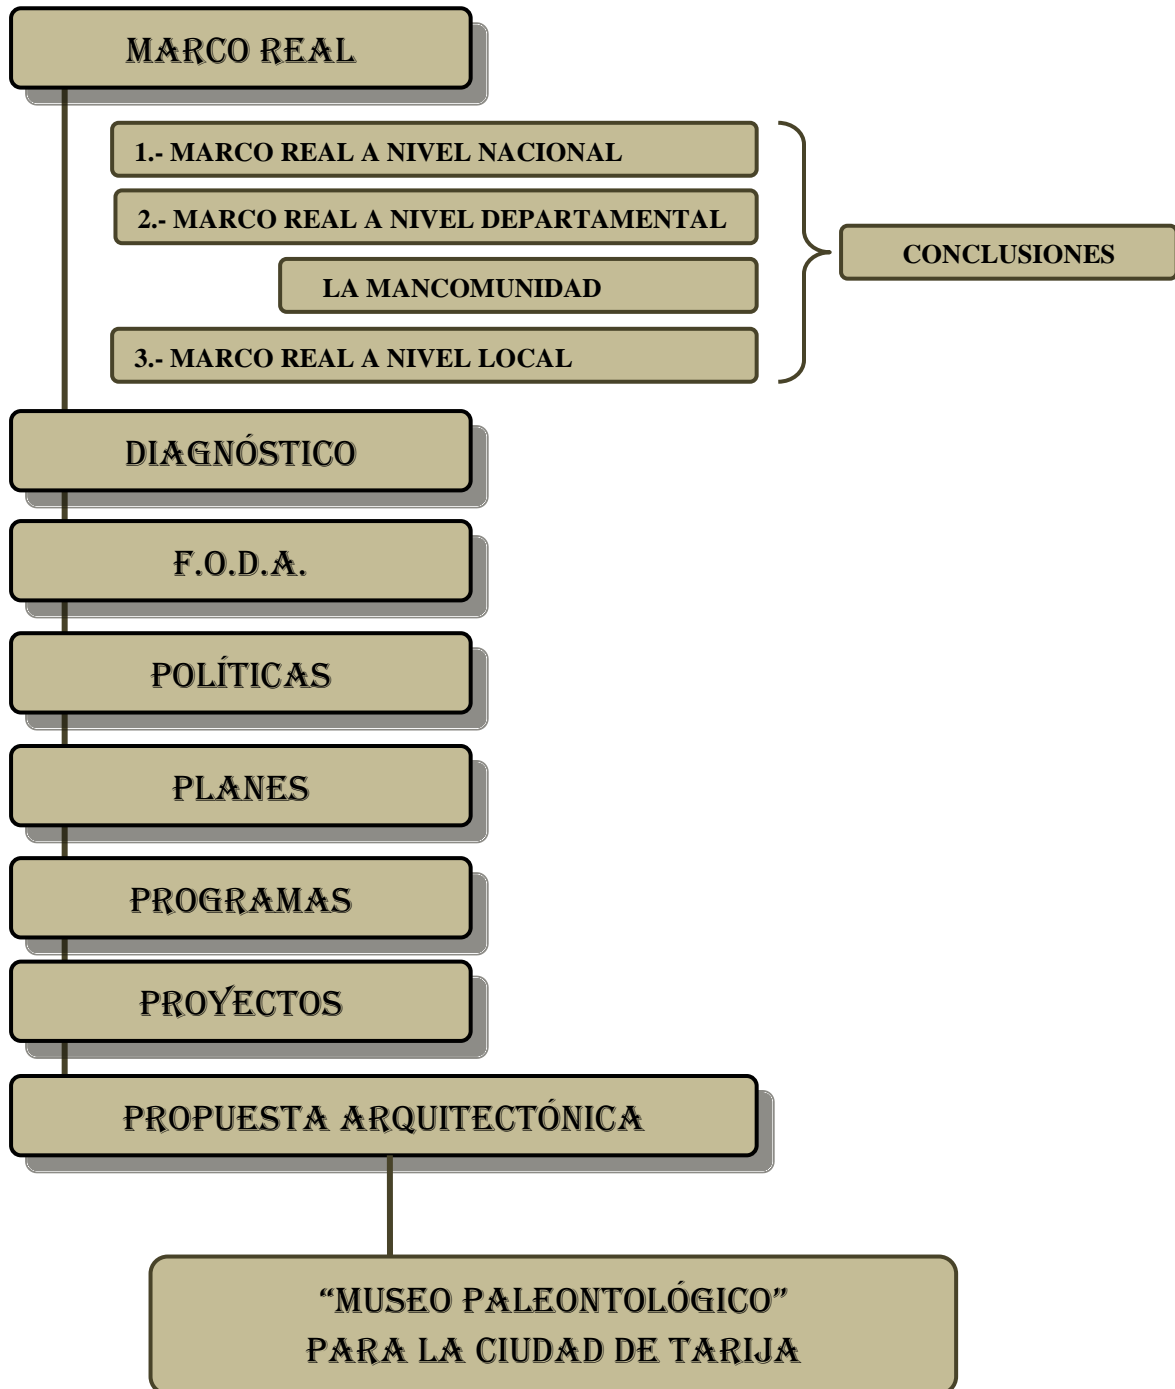 MARCO REAL
1.- MARCO REAL A NIVEL NACIONAL
2.- MARCO REAL A NIVEL DEPARTAMENTAL
LA MANCOMUNIDAD
3.- MARCO REAL A NIVEL LOCAL
CONCLUSIONES
DIAGNÓSTICO
F.O.D.A.
POLÍTICAS
PLANES
PROGRAMAS
PROYECTOS
PROPUESTA ARQUITECTÓNICA
“MUSEO PALEONTOLÓGICO”
PARA LA CIUDAD DE TARIJA